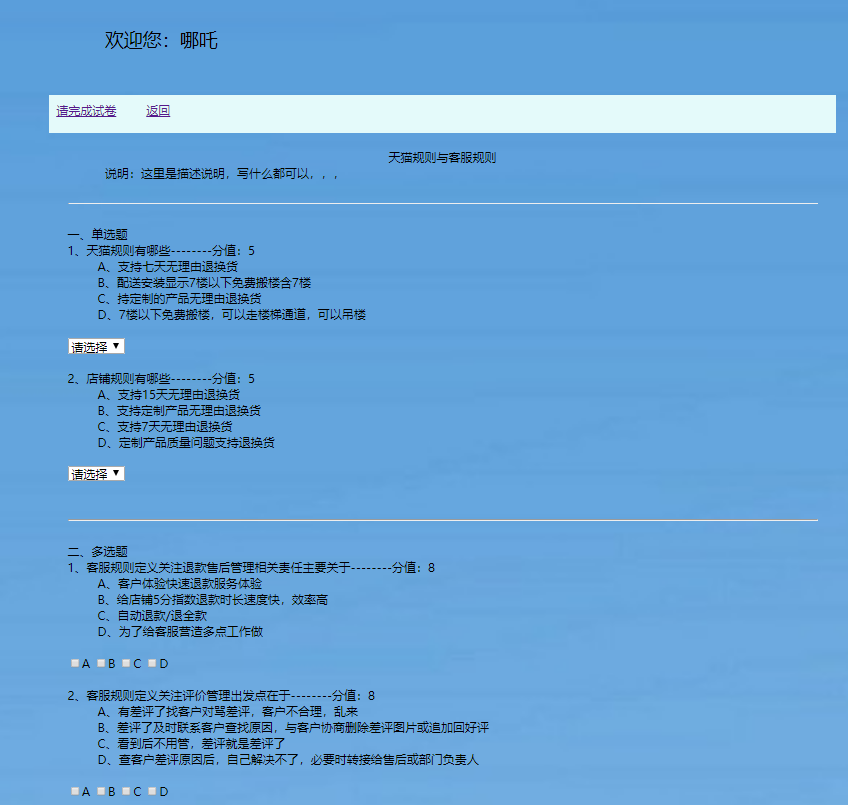 欢迎您：哪吒
请完成试卷 返回
天猫规则与客服规则
说明：这里是描述说明，写什么都可以，，，
一、单选题
1、天猫规则有哪些--------分值：5
A、支持七天无理由退换货
B、配送安装显示7楼以下免费搬楼含7楼
C、持定制的产品无理由退换货
D、7楼以下免费搬楼，可以走楼梯通道，可以吊楼
请选择
2、店铺规则有哪些--------分值：5
A、支持15天无理由退换货
B、支持定制产品无理由退换货
C、支持7天无理由退换货
D、定制产品质量问题支持退换货
请选择
二、多选题
1、客服规则定义关注退款售后管理相关责任主要关于--------分值：8
A、客户体验快速退款服务体验
B、给店铺5分指数退款时长速度快，效率高
C、自动退款/退全款
D、为了给客服营造多点工作做
A B C D
2、客服规则定义关注评价管理出发点在于--------分值：8
A、有差评了找客户对骂差评，客户不合理，乱来
B、差评了及时联系客户查找原因，与客户协商删除差评图片或追加回好评
C、看到后不用管，差评就是差评了
D、查客户差评原因后，自己解决不了，必要时转接给售后或部门负责人
A B C D